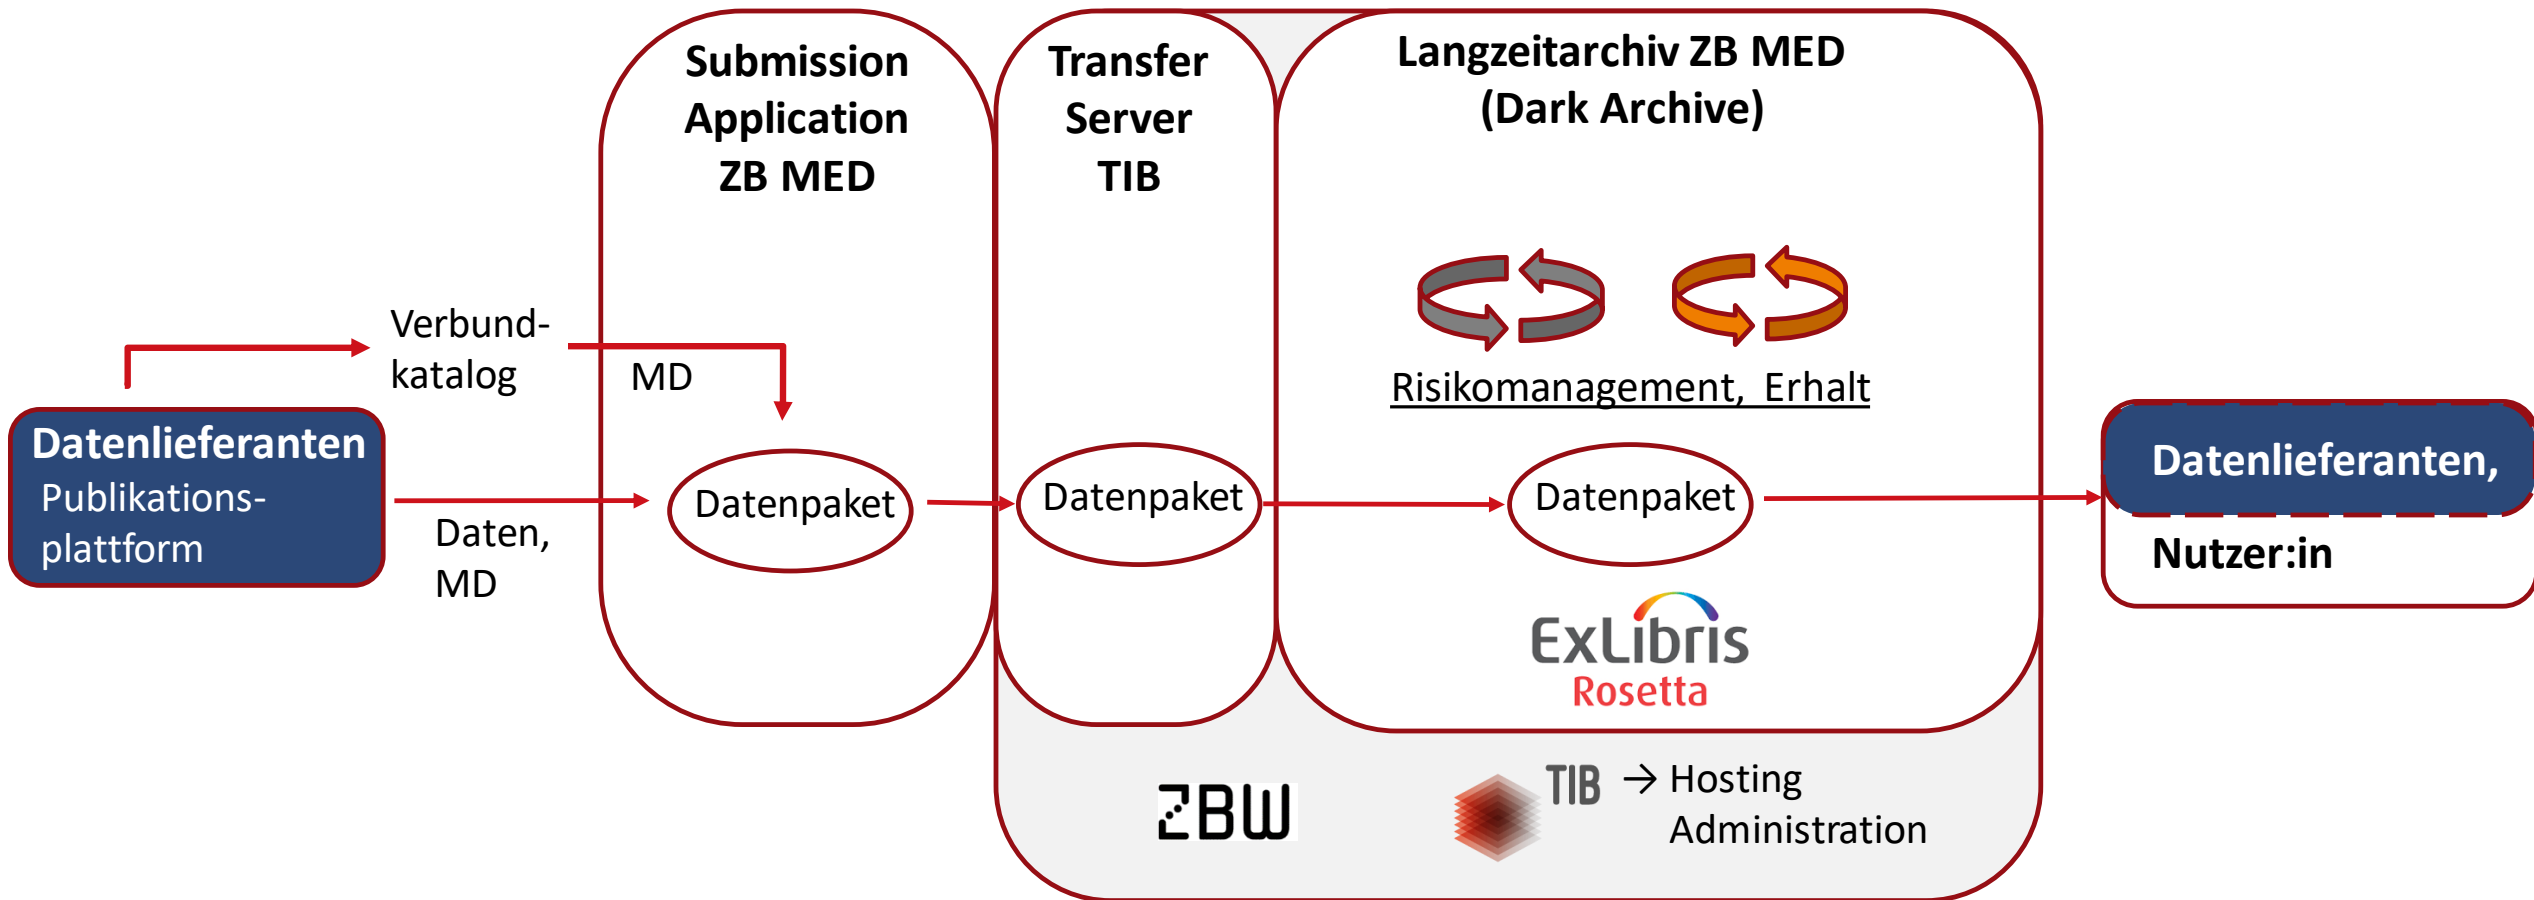 Submission
Application
ZB MED
Transfer
Server
TIB
Langzeitarchiv ZB MED
(Dark Archive)
Verbund-
katalog
MD
Risikomanagement, Erhalt
Datenlieferanten
Publikations-
plattform
Daten,
MD
Datenpaket
Datenpaket
Datenpaket
Datenlieferanten,
Nutzer:in
ExLibris
Rosetta
ZBW
TIB
→ Hosting
Administration